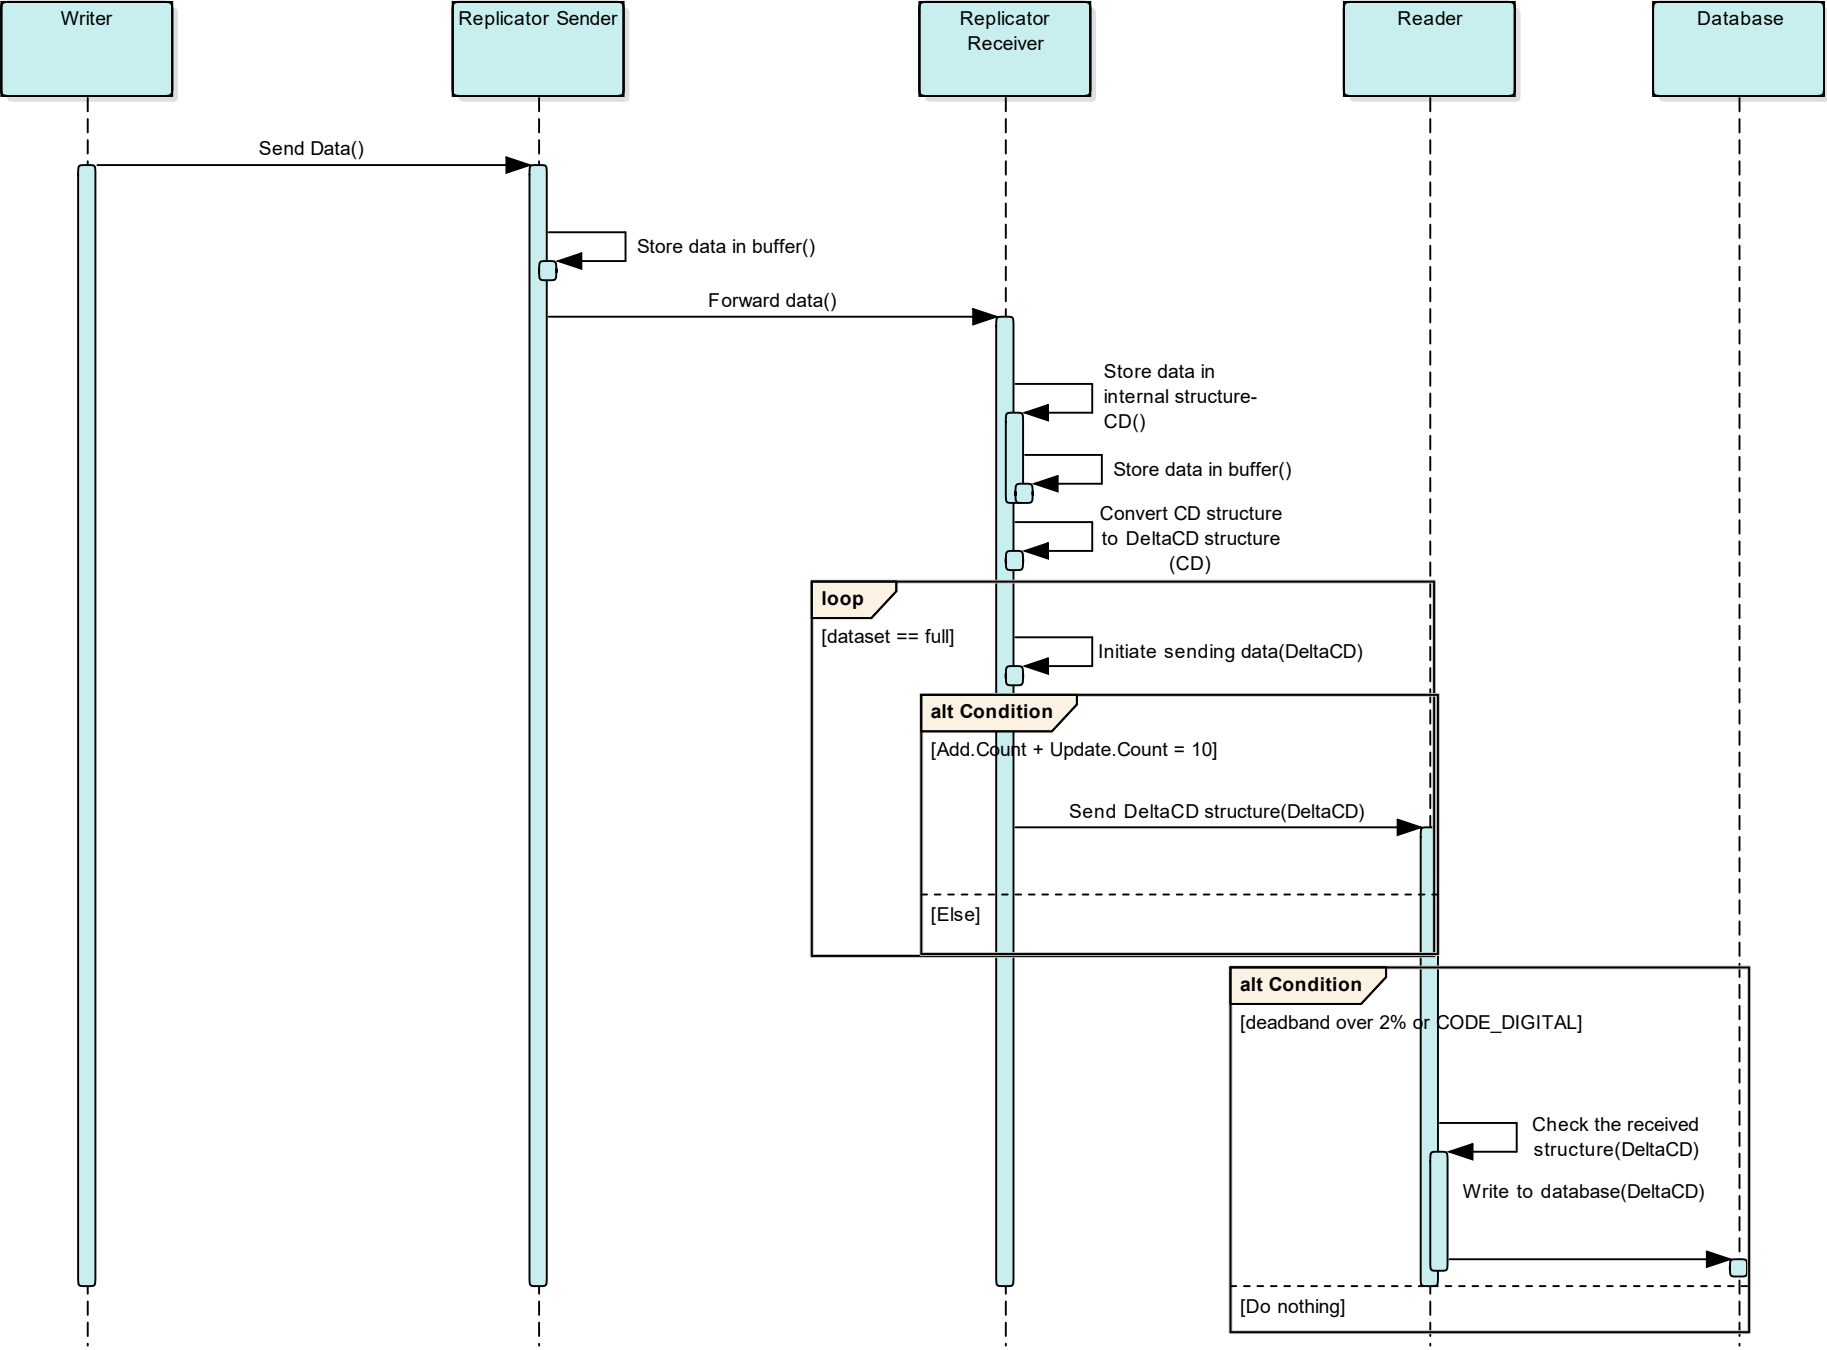 Writer
Replicator Sender
Replicator
Receiver
Reader
Database
Send Data()
Store data in buffer()
Forward data()
Store data in
internal structure-
CD()
Store data in buffer()
Convert CD structure
to DeltaCD structure
(CD)
loop
[dataset == full]
Initiate sending data(DeltaCD)
alt Condition
[Add.Count + Update.Count = 10]
Send DeltaCD structure(DeltaCD)
[Else]
alt Condition
[deadband over 2% or CODE_DIGITAL]
Check the received
structure(DeltaCD)
Write to database(DeltaCD)
[Do nothing]